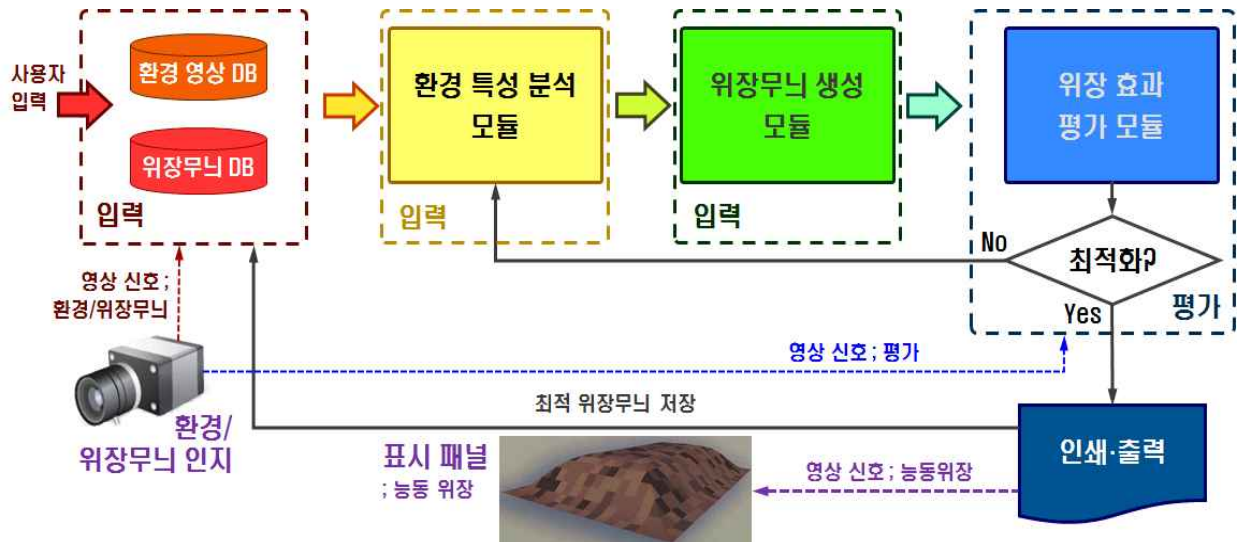 사용자
입력
환경 영상 DB
위장무늬 DB
입력
환경 특성 분석
모듈
입력
위장무늬 생성
모듈
입력
위장 효과
평가 모듈
최적화?
No
Yes
평가
영상 신호 ;
환경/위장무늬
영상 신호 ; 평가
환경/
위장무늬 인지
최적 위장무늬 저장
표시 패널
; 능동 위장
영상 신호 ; 능동위장
인쇄·출력